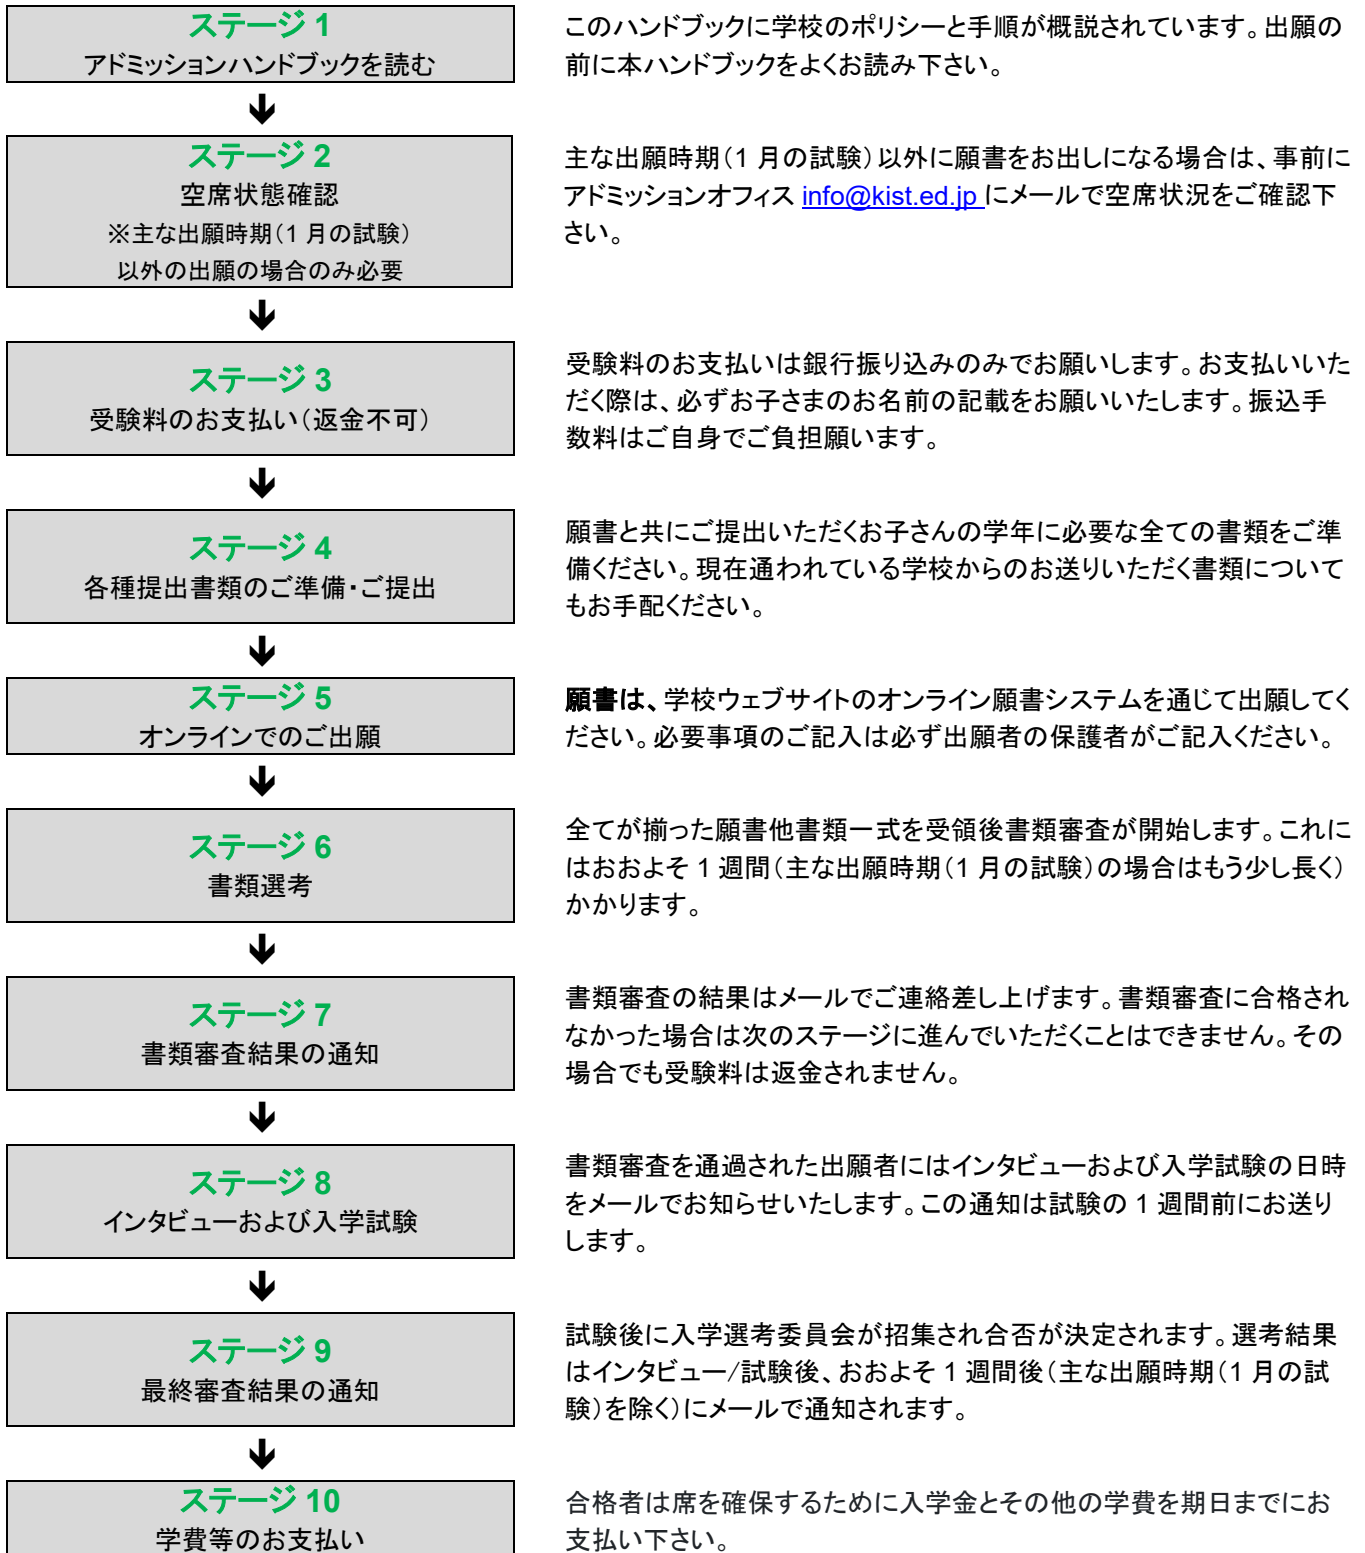 ステージ 1
アドミッションハンドブックを読む
このハンドブックに学校のポリシーと手順が概説されています。出願の
前に本ハンドブックをよくお読み下さい。
ステージ 2
空席状態確認
※主な出願時期（1 月の試験）
以外の出願の場合のみ必要
主な出願時期（1 月の試験）以外に願書をお出しになる場合は、事前に
アドミッションオフィス info@kist.ed.jp にメールで空席状況をご確認下
さい。
ステージ 3
受験料のお支払い（返金不可）
受験料のお支払いは銀行振り込みのみでお願いします。お支払いいた
だく際は、必ずお子さまのお名前の記載をお願いいたします。振込手
数料はご自身でご負担願います。
ステージ 4
各種提出書類のご準備・ご提出
願書と共にご提出いただくお子さんの学年に必要な全ての書類をご準
備ください。現在通われている学校からのお送りいただく書類について
もお手配ください。
ステージ 5
オンラインでのご出願
願書は、学校ウェブサイトのオンライン願書システムを通じて出願してく
ださい。必要事項のご記入は必ず出願者の保護者がご記入ください。
ステージ 6
書類選考
全てが揃った願書他書類一式を受領後書類審査が開始します。これに
はおおよそ 1 週間（主な出願時期（1 月の試験）の場合はもう少し長く）
かかります。
ステージ 7
書類審査結果の通知
書類審査の結果はメールでご連絡差し上げます。書類審査に合格され
なかった場合は次のステージに進んでいただくことはできません。その
場合でも受験料は返金されません。
ステージ 8
インタビューおよび入学試験
書類審査を通過された出願者にはインタビューおよび入学試験の日時
をメールでお知らせいたします。この通知は試験の 1 週間前にお送り
します。
ステージ 9
最終審査結果の通知
試験後に入学選考委員会が招集され合否が決定されます。選考結果
はインタビュー/試験後、おおよそ 1 週間後（主な出願時期（1 月の試
験）を除く）にメールで通知されます。
ステージ 10
学費等のお支払い
合格者は席を確保するために入学金とその他の学費を期日までにお
支払い下さい。